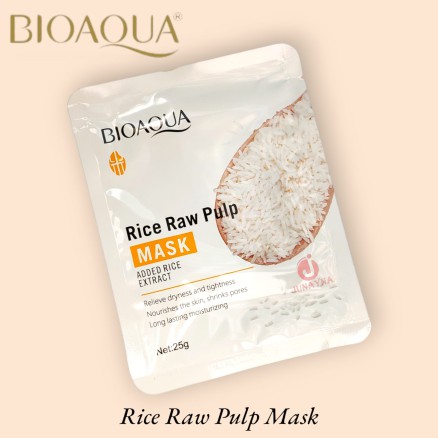 BIOAQUA®
BIOAQUA
Rice Raw Pulp
MASK
ADDED RICE
EXTRACT
Relieve dryness and tightness
Nourishes the skin, shrinks pores
Long lasting moisturizing
Net:25g
JUNAYNA
Rice Raw Pulp Mask